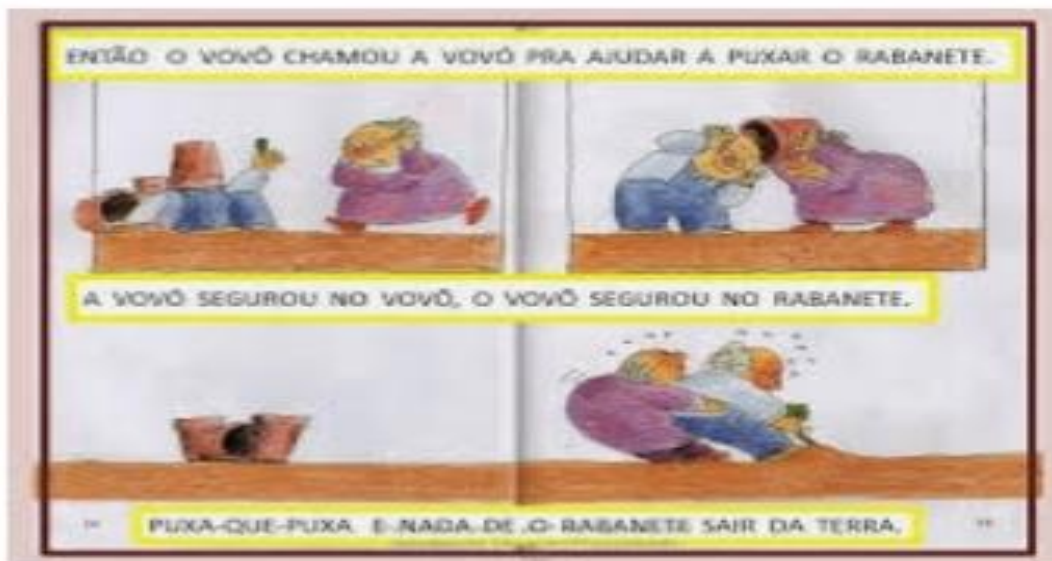 ENTÃO O VOVÔ CHAMOU A VOVÓ PRA AJUDAR A PUXAR O RABANETE.
A VOVÓ SEGUROU NO VOVÔ, O VOVÔ SEGUROU NO RABANETE.
PUXA-QUE-PUXA E NADA DE O RABANETE SAIR DA TERRA.